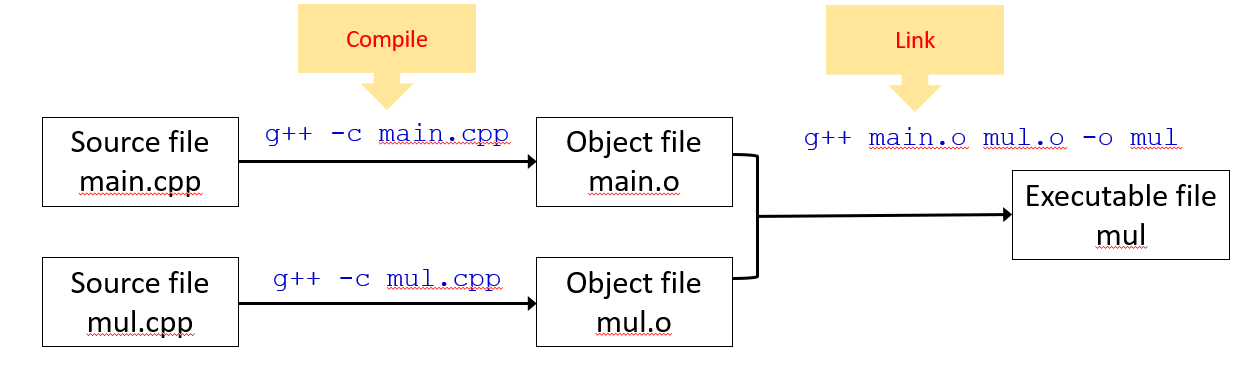 Compile
Link
g++ -c main.cpp
g++ main.o mul.o -o mul
Source file
main.cpp
Object file
main.o
Executable file
mul
g++ -c mul.cpp
Source file
mul.cpp
Object file
mul.o